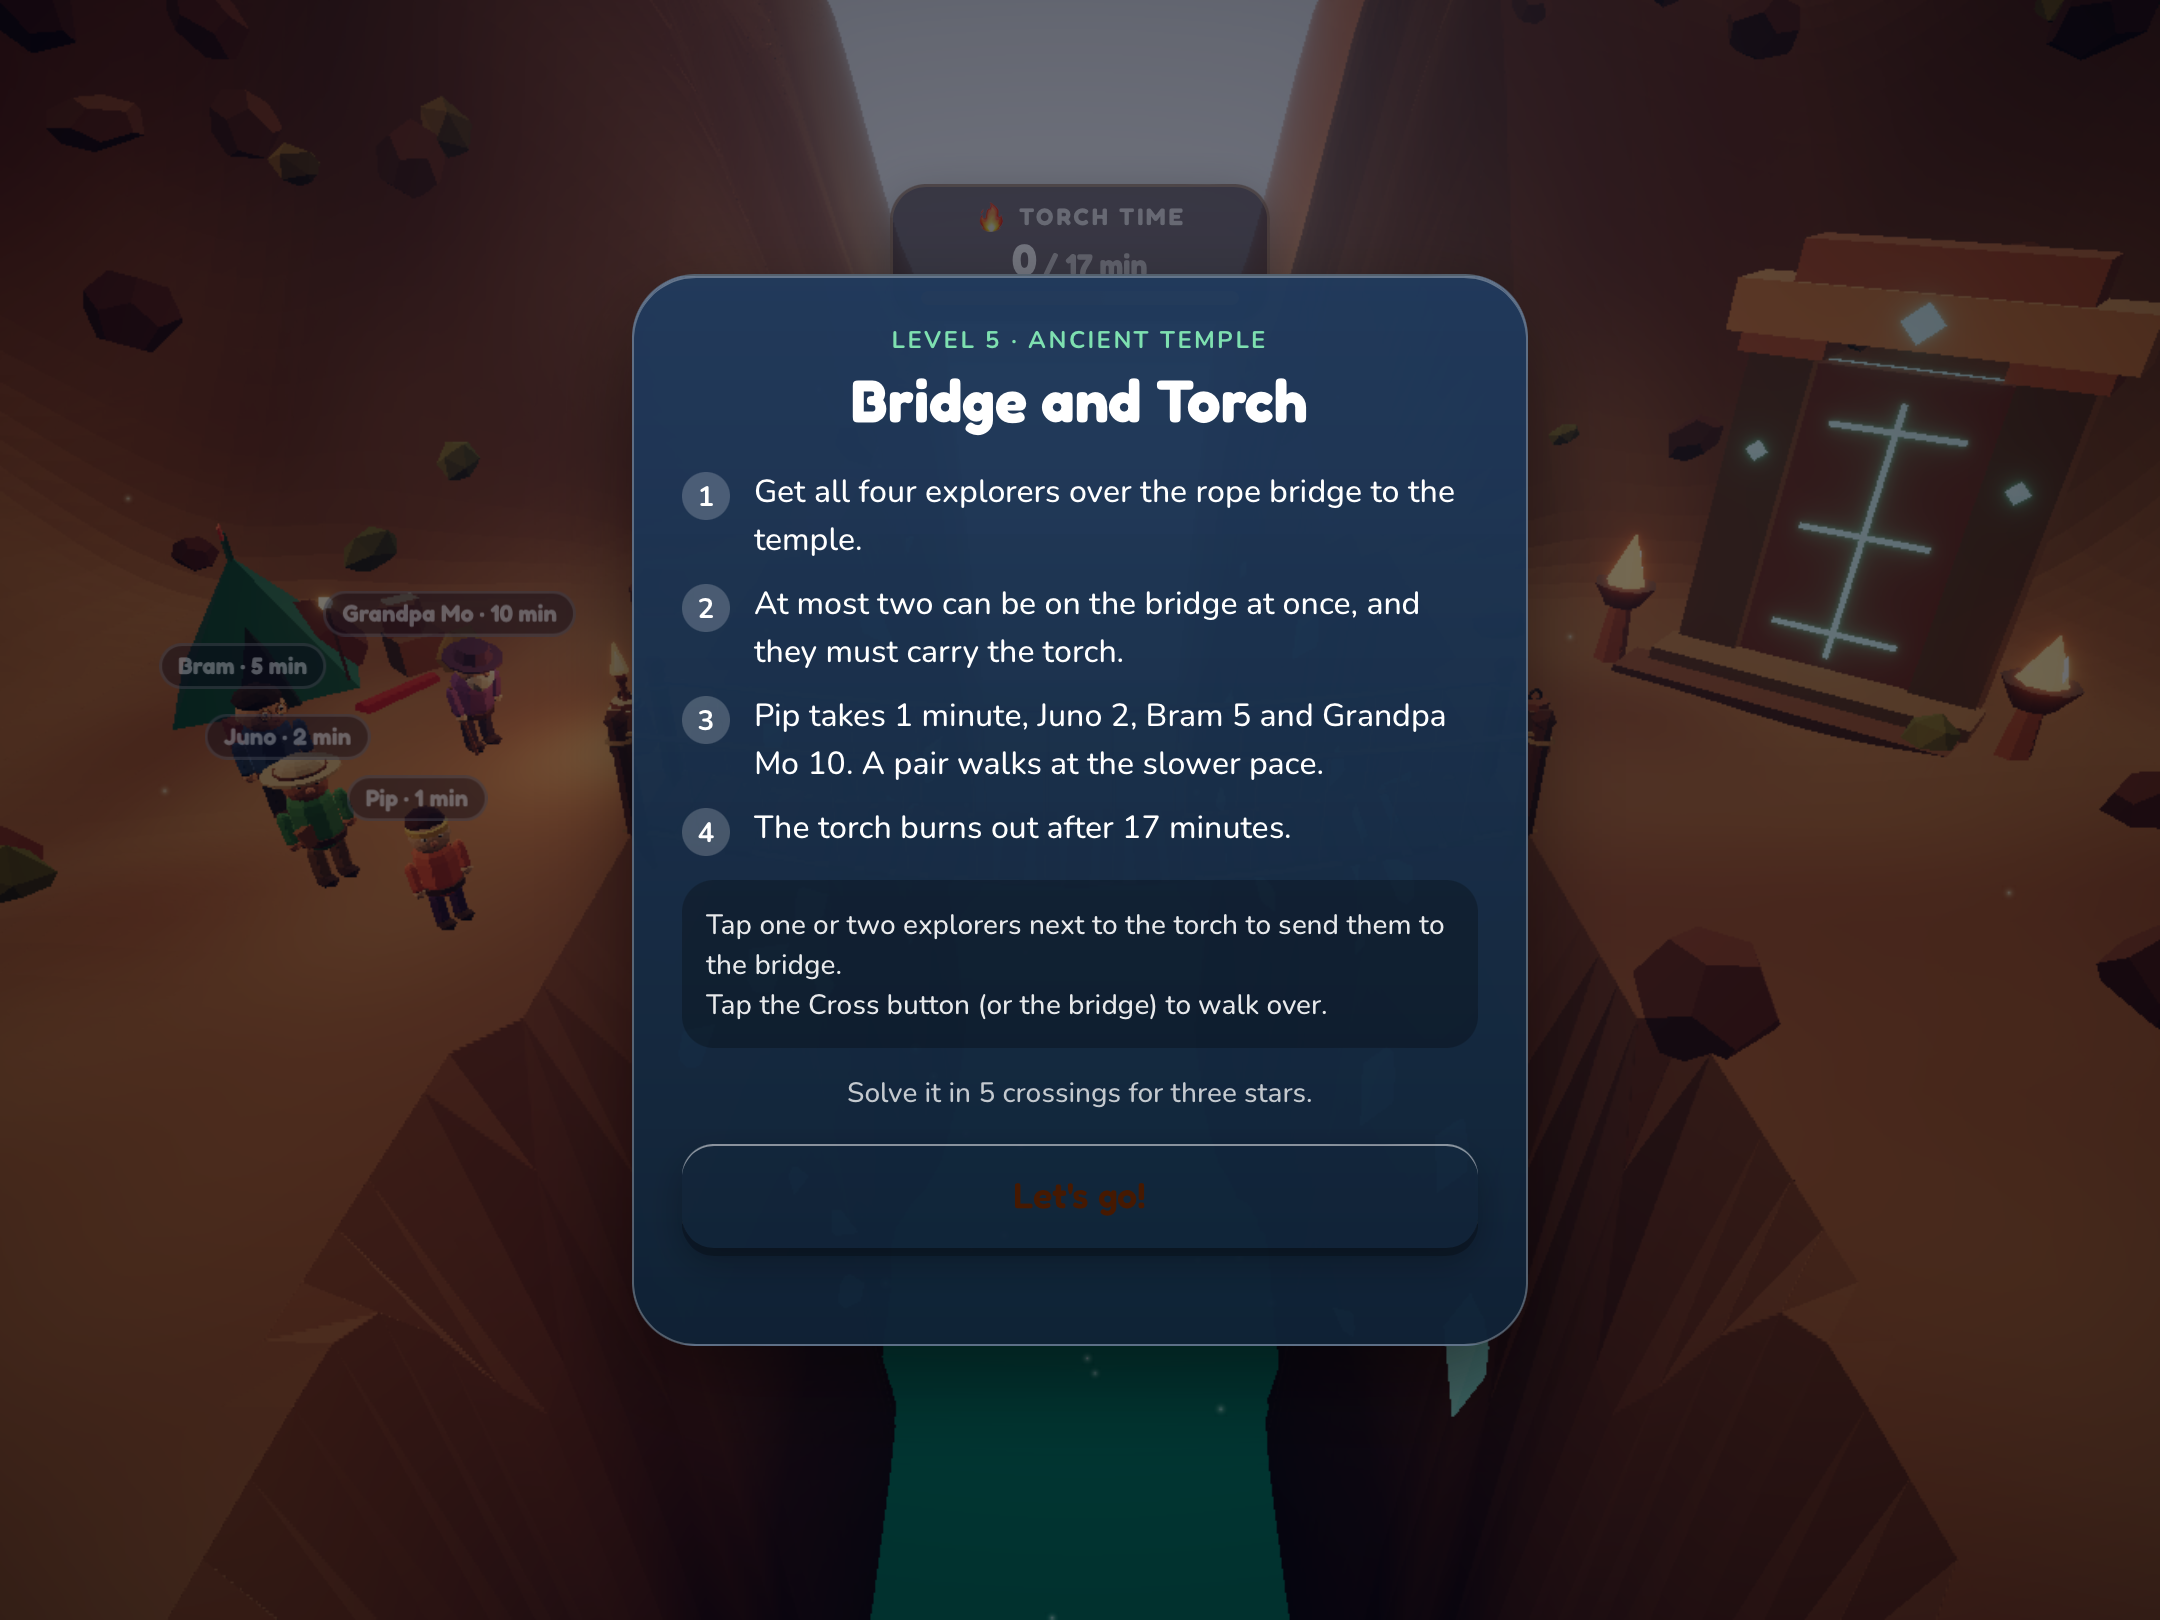 🔥 TORCH TIME
0 / 17 min
LEVEL 5 · ANCIENT TEMPLE
Bridge and Torch
1 Get all four explorers over the rope bridge to the
temple.
2 At most two can be on the bridge at once, and
they must carry the torch.
3 Pip takes 1 minute, Juno 2, Bram 5 and Grandpa
Mo 10. A pair walks at the slower pace.
4 The torch burns out after 17 minutes.
Tap one or two explorers next to the torch to send them to
the bridge.
Tap the Cross button (or the bridge) to walk over.
Solve it in 5 crossings for three stars.
Let's go!
Grandpa Mo · 10 min
Bram · 5 min
Juno · 2 min
Pip · 1 min